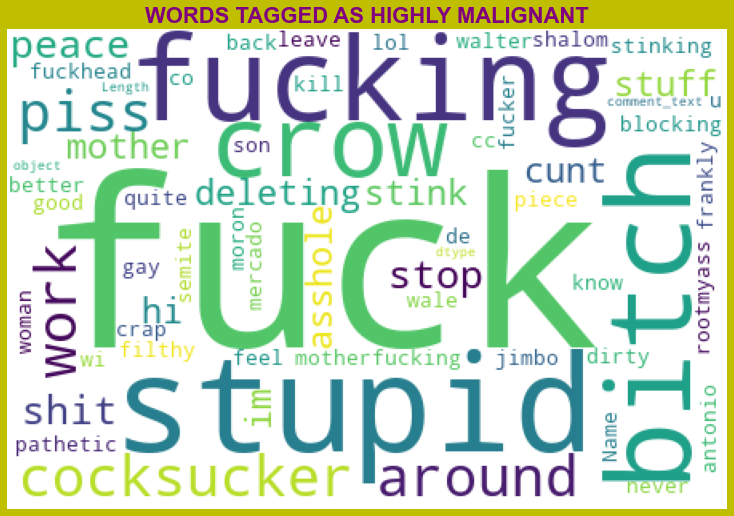 WORDS TAGGED AS HIGHLY MALIGNANT
peace
back
leave
lol
walter
shalom
stinking
fuckhead
Length
co
fucking
kill
fucker
stuff
comment_text
u
piss
crow
blocking
mother
son
cc
cunt
frankly
object
better
good
quite
deleting
stink
piece
bitch
fuck
work
woman
gay
semite
moron
mercado
asshole
de
dtype
stop
wale
know
rootmyass
hi
crap
filthy
wi
feel
motherfucking
jimbo
dirty
stupid
im
shit
pathetic
Name
antonio
cocksucker
around
never